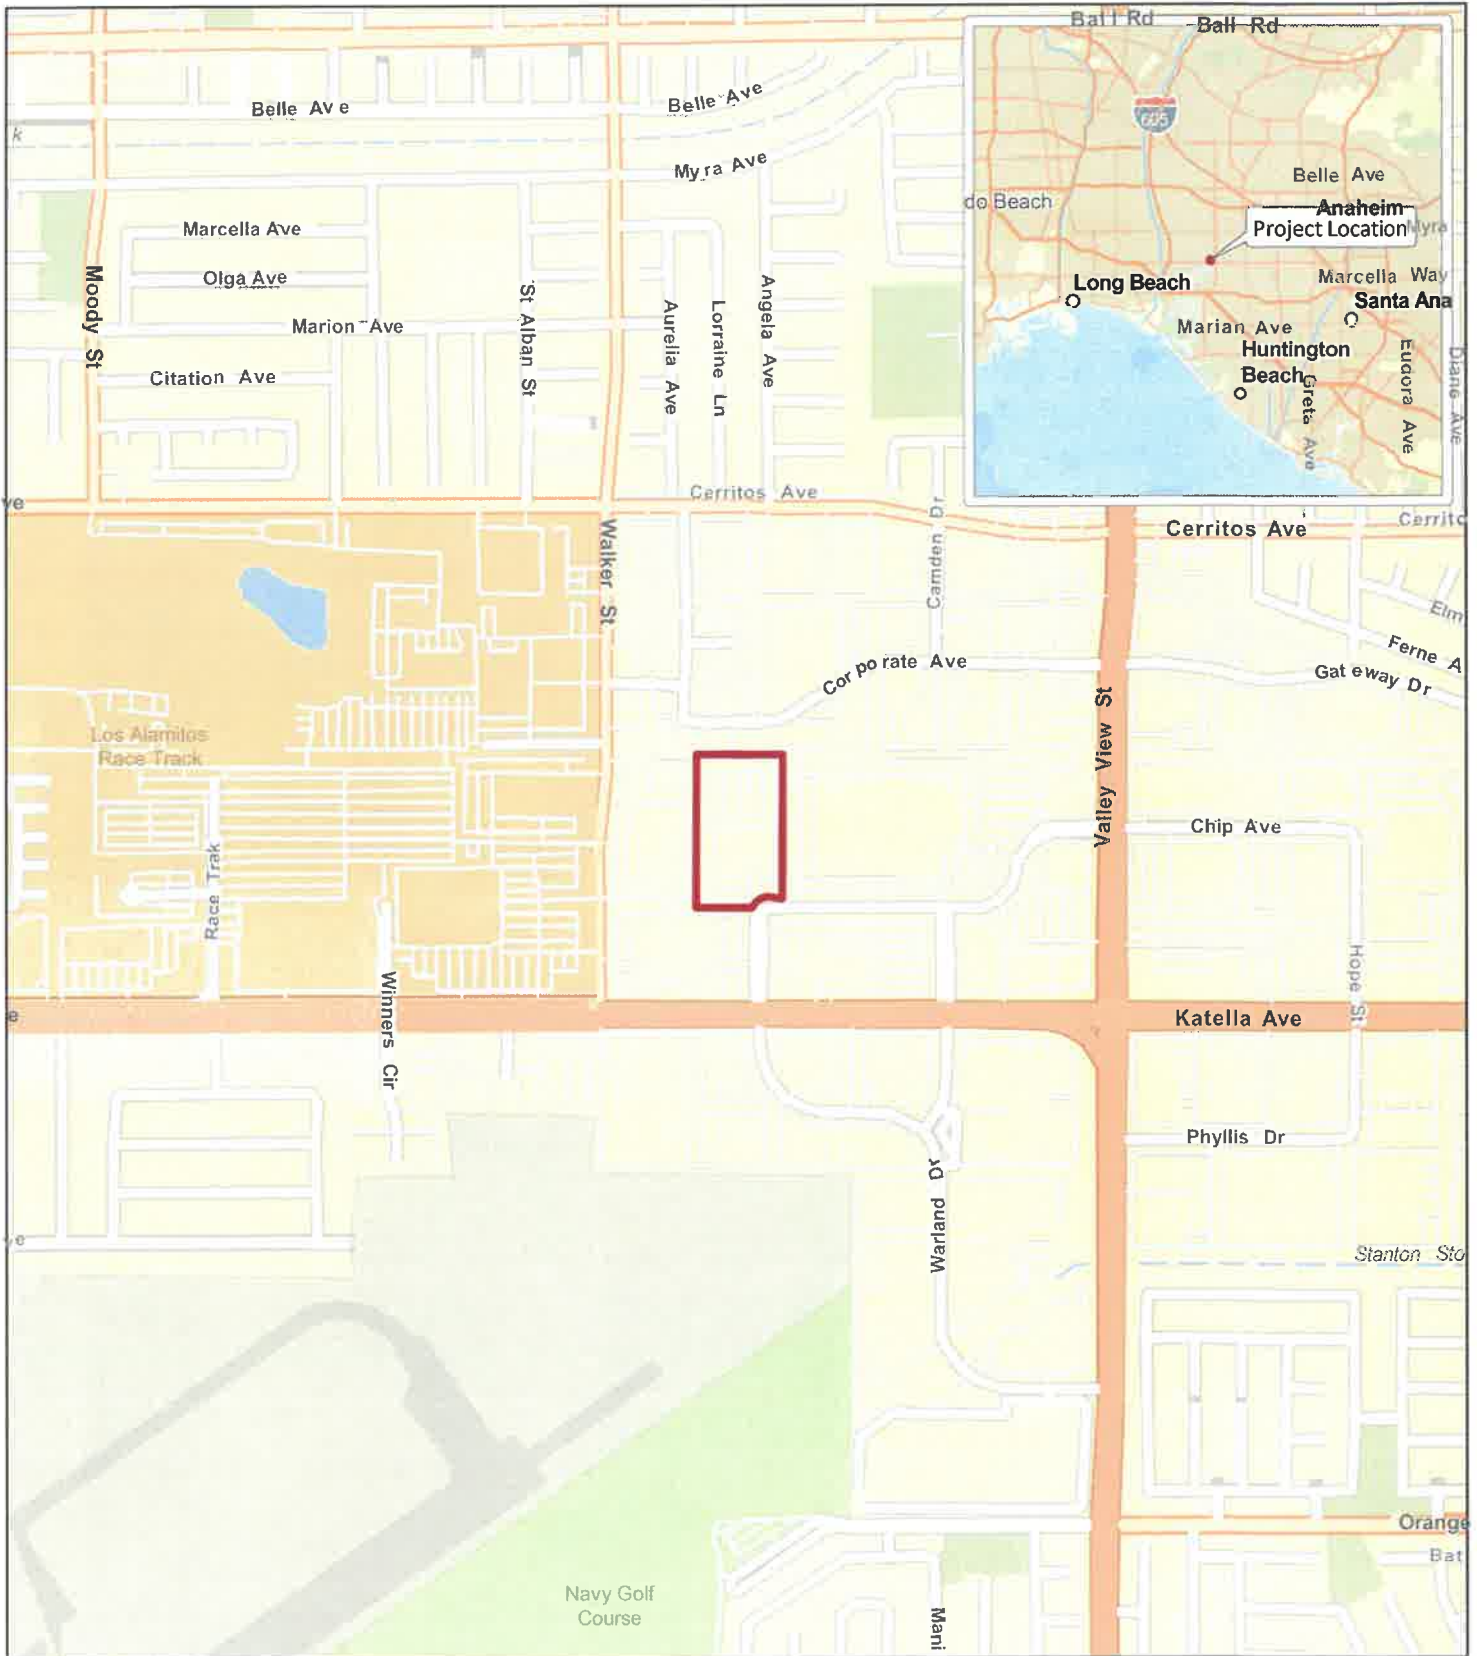 Ball Rd
Ball Rd
Belle Ave
Belle Ave
k
605
Myra Ave
Belle Ave
do Beach
Anaheim
Project Location
Myra
Marcella Ave
Olga Ave
Moody St
St Alban St
Aurelia Ave
Lorraine Ln
Angela Ave
Long Beach
Marcella Way
Santa Ana
Marion Ave
Marian Ave
Huntington
Beach
Greta Ave
Eudora Ave
Diane Ave
Citation Ave
ve
Cerritos Ave
Cerritos Ave
Cerrito
Walker St
Camden Dr
Elm
Ferne A
Corporate Ave
Gateway Dr
Valley View St
Los Alamitos
Race Track
Chip Ave
Race Trak
Winners Cir
Hope St
e
Katella Ave
Phyllis Dr
Warland Dr
ve
Stanton Sto
Orange
Bat
Navy Golf
Course
Mani